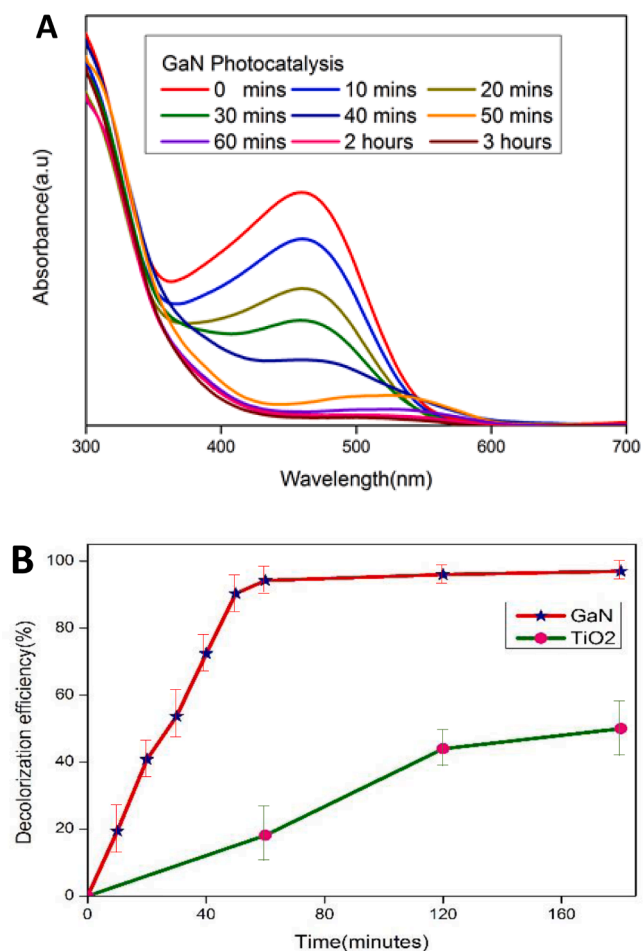 A
GaN Photocatalysis
0 mins 10 mins 20 mins
30 mins 40 mins 50 mins
60 mins 2 hours 3 hours
Absorbance(a.u)
300 400 500 600 700
Wavelength(nm)
B
100
80
60
40
20
0
Decolorization efficiency(%)
GaN
TiO2
0 40 80 120 160
Time(minutes)